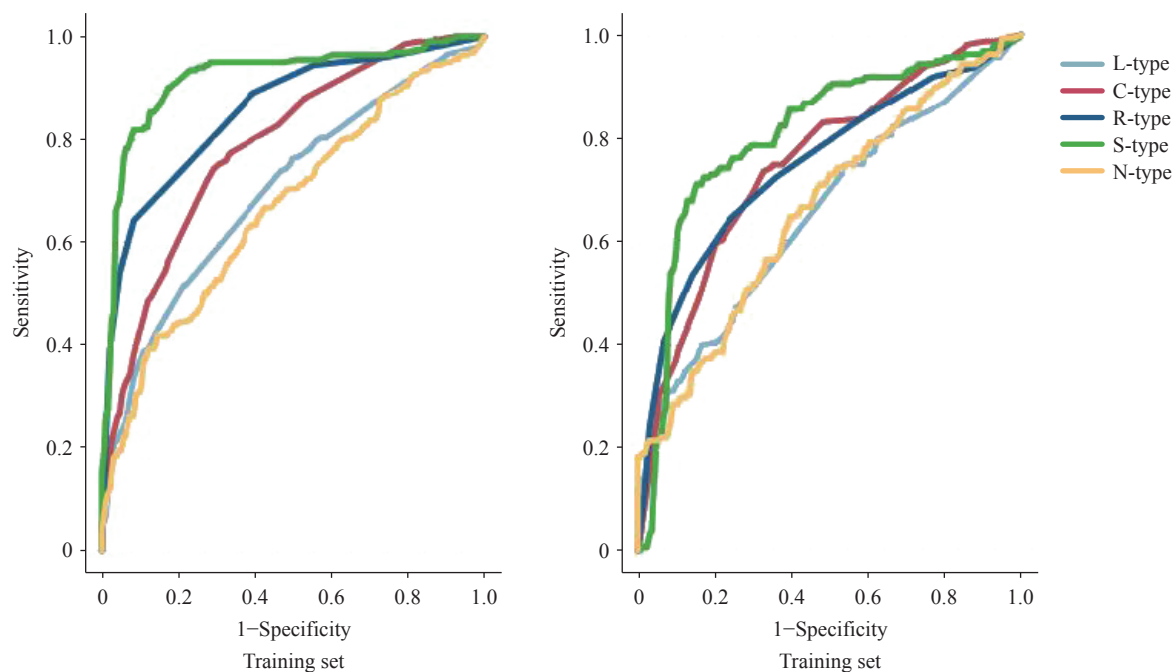 1.0
0.8
0.6
0.4
0.2
0
Sensitivity
0 0.2 0.4 0.6 0.8 1.0
1−Specificity
Training set
1.0
0.8
0.6
0.4
0.2
0
Sensitivity
0 0.2 0.4 0.6 0.8 1.0
1−Specificity
Training set
L-type
C-type
R-type
S-type
N-type